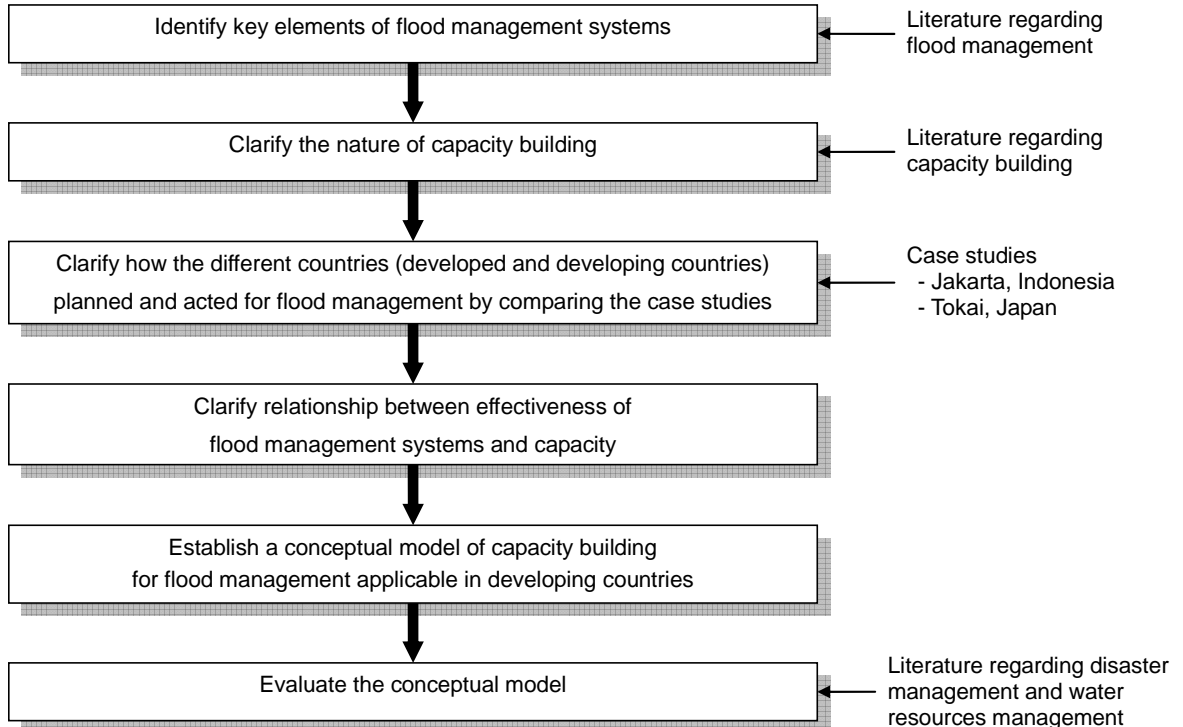 Identify key elements of flood management systems
Literature regarding
flood management
Clarify the nature of capacity building
Literature regarding
capacity building
Clarify how the different countries (developed and developing countries)
planned and acted for flood management by comparing the case studies
Case studies
- Jakarta, Indonesia
- Tokai, Japan
Clarify relationship between effectiveness of
flood management systems and capacity
Establish a conceptual model of capacity building
for flood management applicable in developing countries
Evaluate the conceptual model
Literature regarding disaster
management and water
resources management